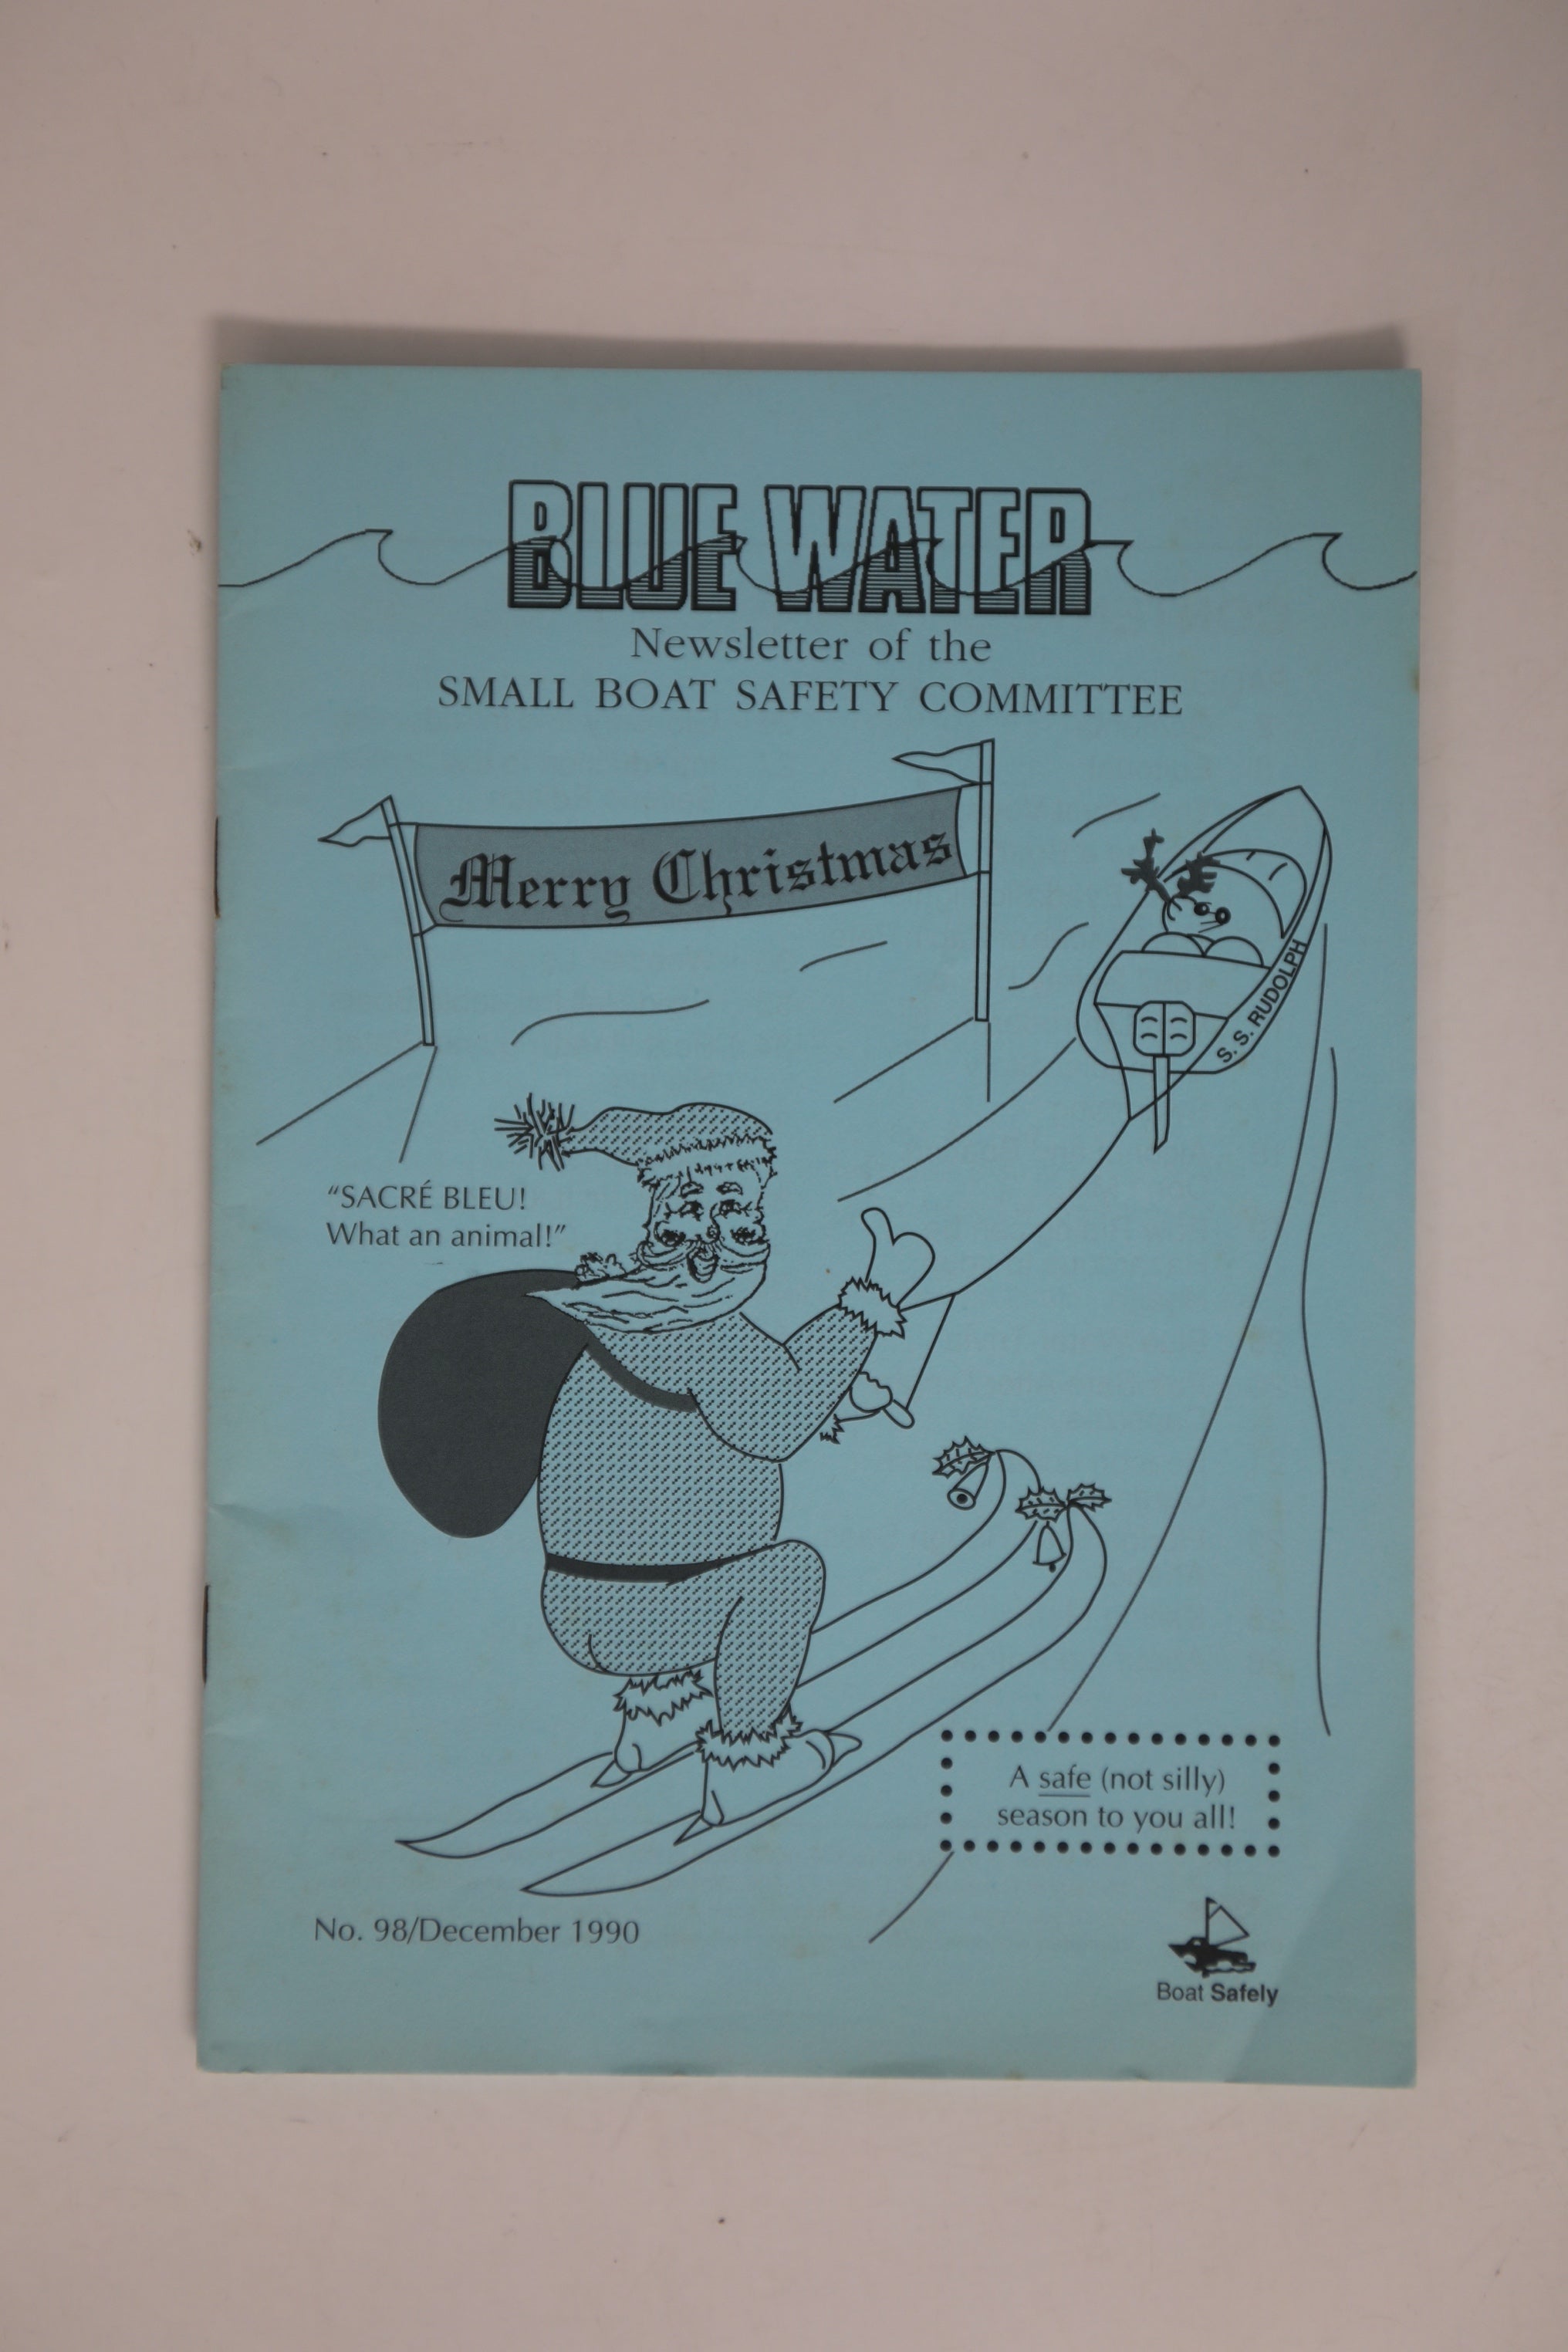 BLUE WATER
Newsletter of the
SMALL BOAT SAFETY COMMITTEE
Merry Christmas
S. S. RUDOLPH
“SACRÉ BLEU!
What an animal!”
A safe (not silly)
season to you all!
No. 98/December 1990
Boat Safely